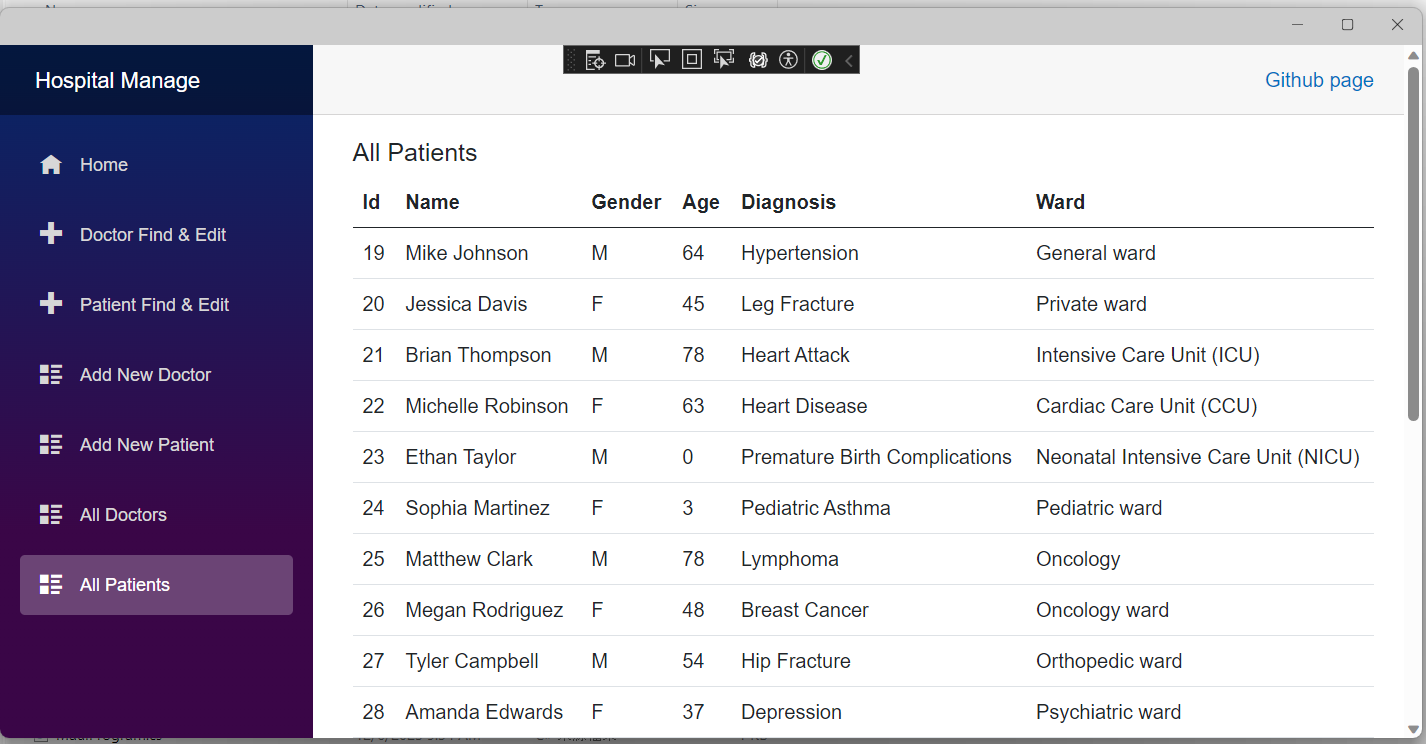 Hospital Manage
Github page
Home
Doctor Find & Edit
Patient Find & Edit
Add New Doctor
Add New Patient
All Doctors
All Patients
All Patients
Id Name Gender Age Diagnosis Ward
19 Mike Johnson M 64 Hypertension General ward
20 Jessica Davis F 45 Leg Fracture Private ward
21 Brian Thompson M 78 Heart Attack Intensive Care Unit (ICU)
22 Michelle Robinson F 63 Heart Disease Cardiac Care Unit (CCU)
23 Ethan Taylor M 0 Premature Birth Complications Neonatal Intensive Care Unit (NICU)
24 Sophia Martinez F 3 Pediatric Asthma Pediatric ward
25 Matthew Clark M 78 Lymphoma Oncology
26 Megan Rodriguez F 48 Breast Cancer Oncology ward
27 Tyler Campbell M 54 Hip Fracture Orthopedic ward
28 Amanda Edwards F 37 Depression Psychiatric ward